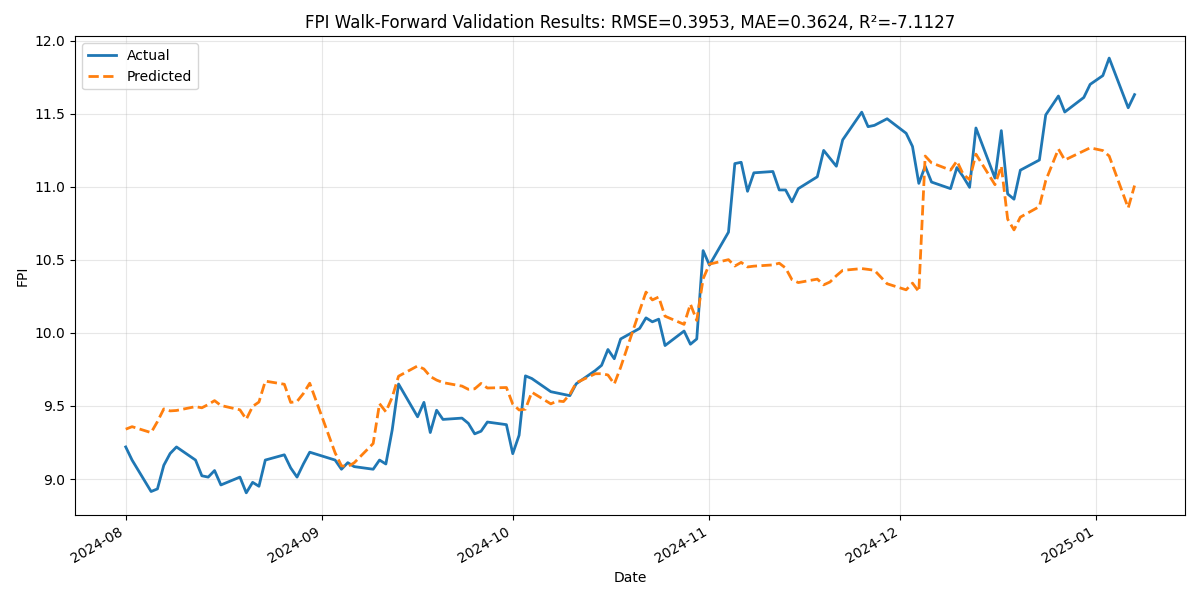 FPI Walk-Forward Validation Results: RMSE=0.3953, MAE=0.3624, R²=-7.1127
Actual
Predicted
12.0
11.5
11.0
10.5
10.0
9.5
9.0
FPI
2024-08
2024-09
2024-10
2024-11
2024-12
2025-01
Date